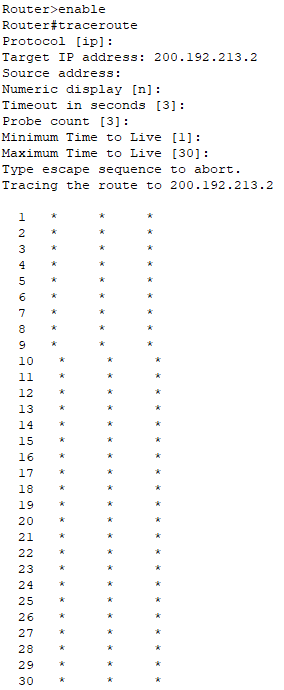 Router>enable
Router#traceroute
Protocol [ip]:
Target IP address: 200.192.213.2
Source address:
Numeric display [n]:
Timeout in seconds [3]:
Probe count [3]:
Minimum Time to Live [1]:
Maximum Time to Live [30]:
Type escape sequence to abort.
Tracing the route to 200.192.213.2
1 * * *
2 * * *
3 * * *
4 * * *
5 * * *
6 * * *
7 * * *
8 * * *
9 * * *
10 * * *
11 * * *
12 * * *
13 * * *
14 * * *
15 * * *
16 * * *
17 * * *
18 * * *
19 * * *
20 * * *
21 * * *
22 * * *
23 * * *
24 * * *
25 * * *
26 * * *
27 * * *
28 * * *
29 * * *
30 * * *